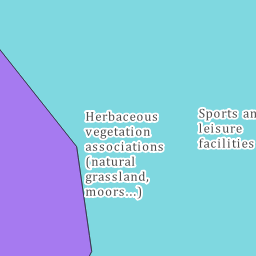 Herbaceous
vegetation
associations
(natural
grassland,
moors...)
Sports an
leisure
facilities